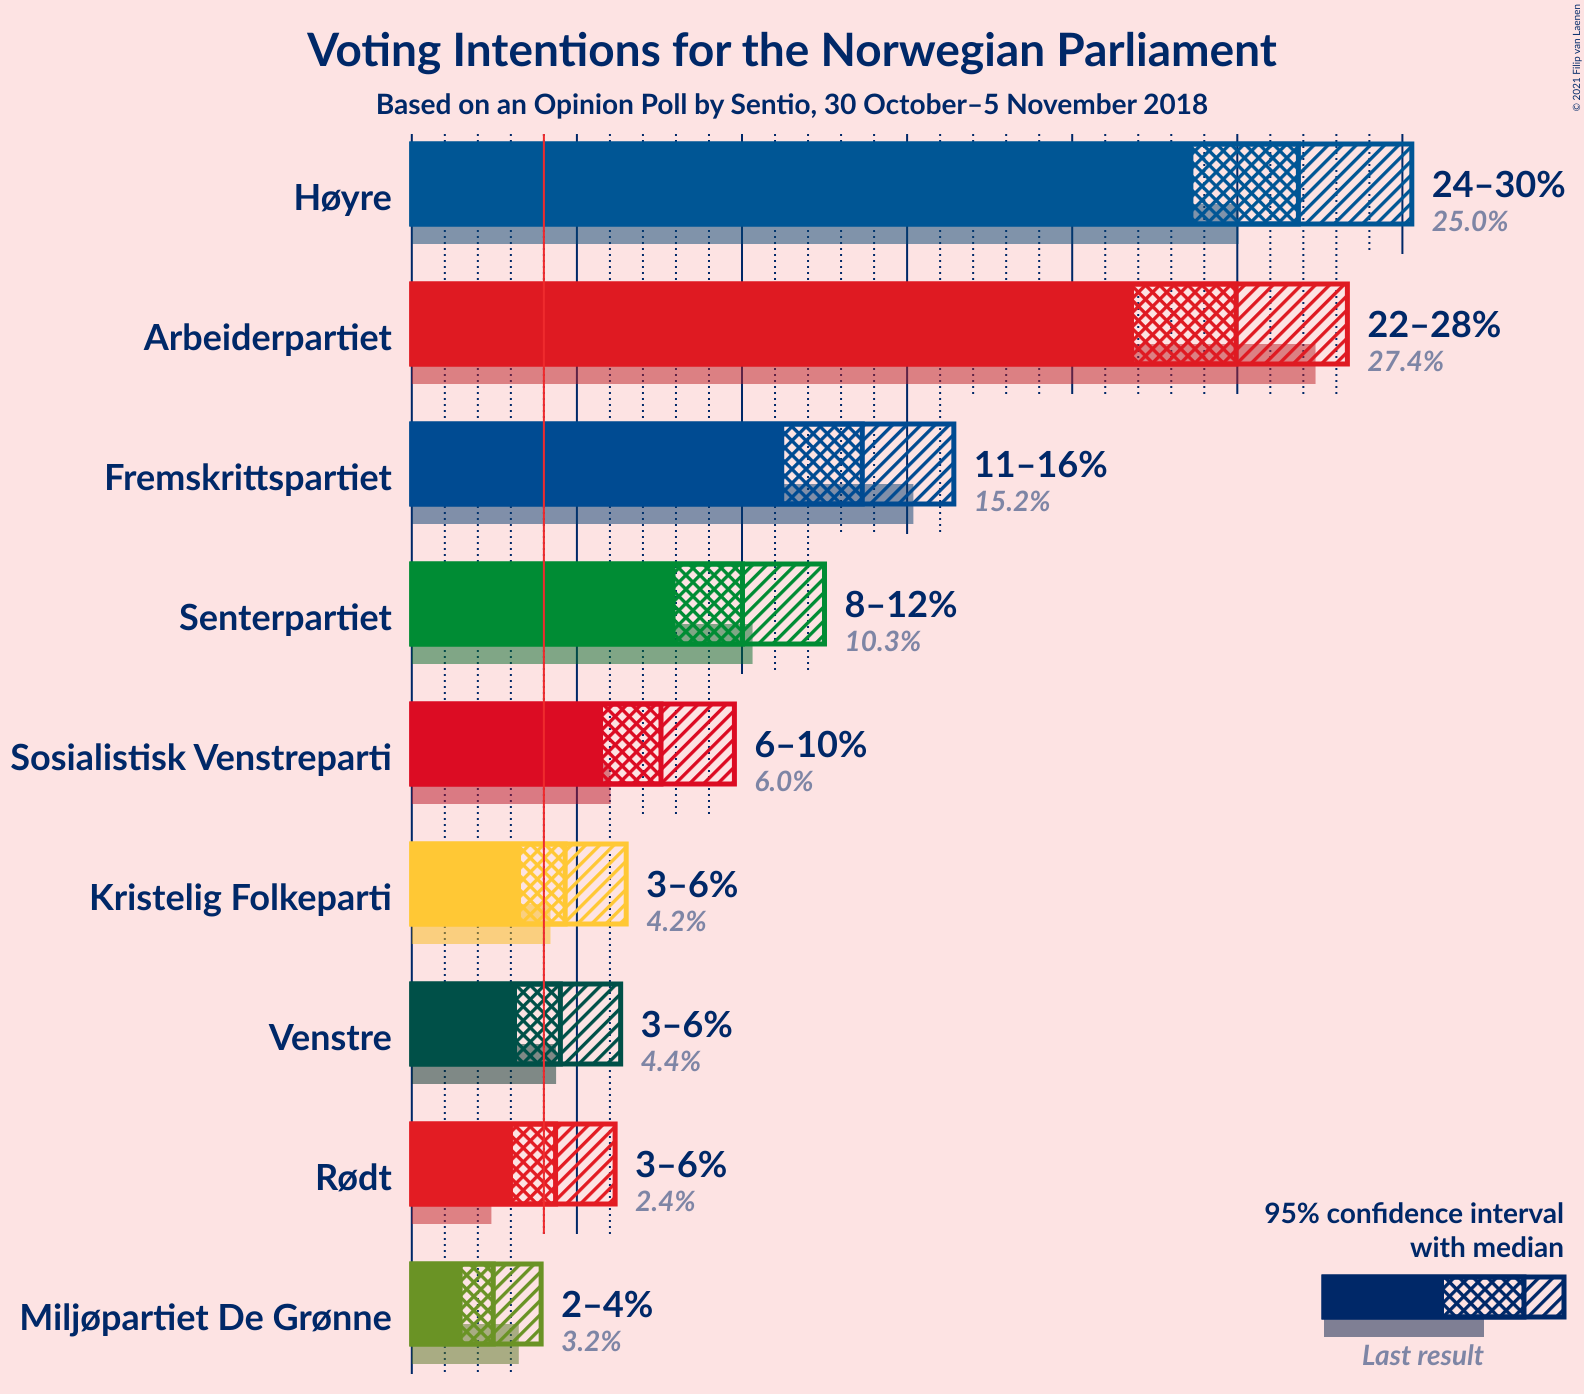 Voting Intentions for the Norwegian Parliament
Based on an Opinion Poll by Sentio, 30 October–5 November 2018
© 2021 Filip van Laenen
Høyre
24–30%
25.0%
Arbeiderpartiet
22–28%
27.4%
Fremskrittspartiet
11–16%
15.2%
Senterpartiet
8–12%
10.3%
Sosialistisk Venstreparti
6–10%
6.0%
Kristelig Folkeparti
3–6%
4.2%
Venstre
3–6%
4.4%
Rødt
3–6%
2.4%
Miljøpartiet De Grønne
2–4%
3.2%
95% confidence interval
with median
Last result